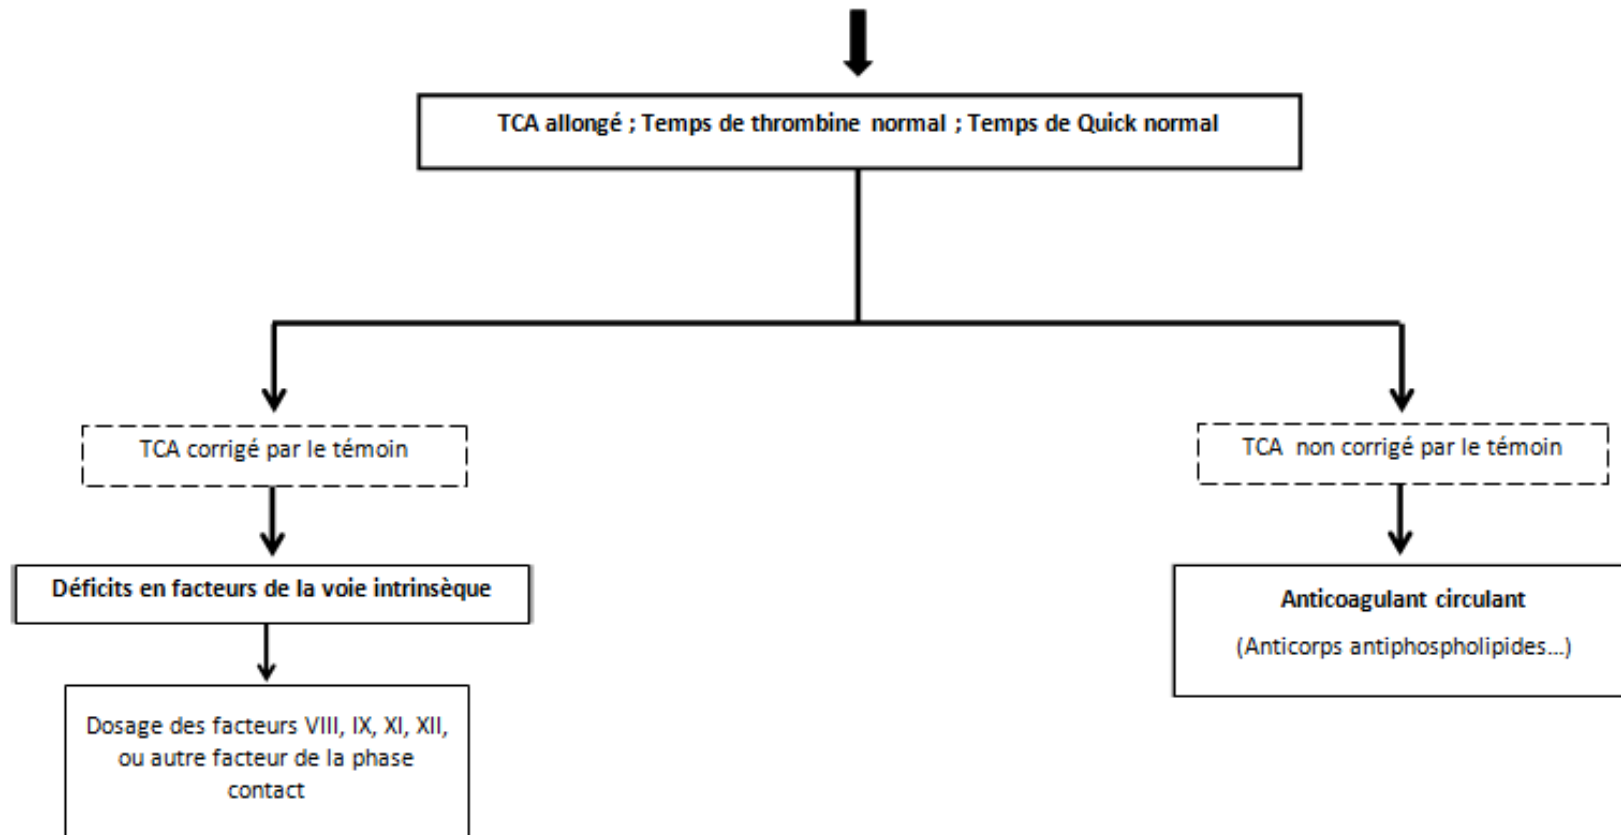 TCA allongé ; Temps de thrombine normal ; Temps de Quick normal
TCA corrigé par le témoin
TCA non corrigé par le témoin
Déficits en facteurs de la voie intrinsèque
Anticoagulant circulant
(Anticorps antiphospholipides...)
Dosage des facteurs VIII, IX, XI, XII,
ou autre facteur de la phase
contact